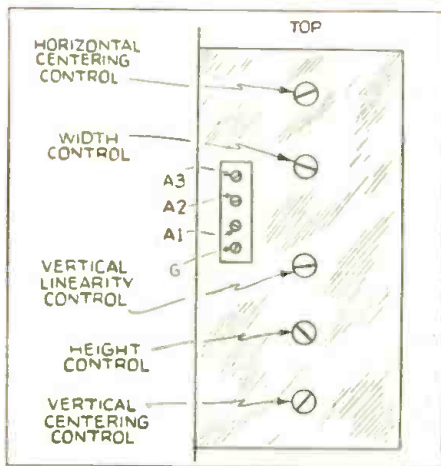 TOP
HORIZONTAL
CENTERING
CONTROL
WIDTH
CONTROL
A3
A2
A1
G
VERTICAL
LINEARITY
CONTROL
HEIGHT
CONTROL
VERTICAL
CENTERING
CONTROL